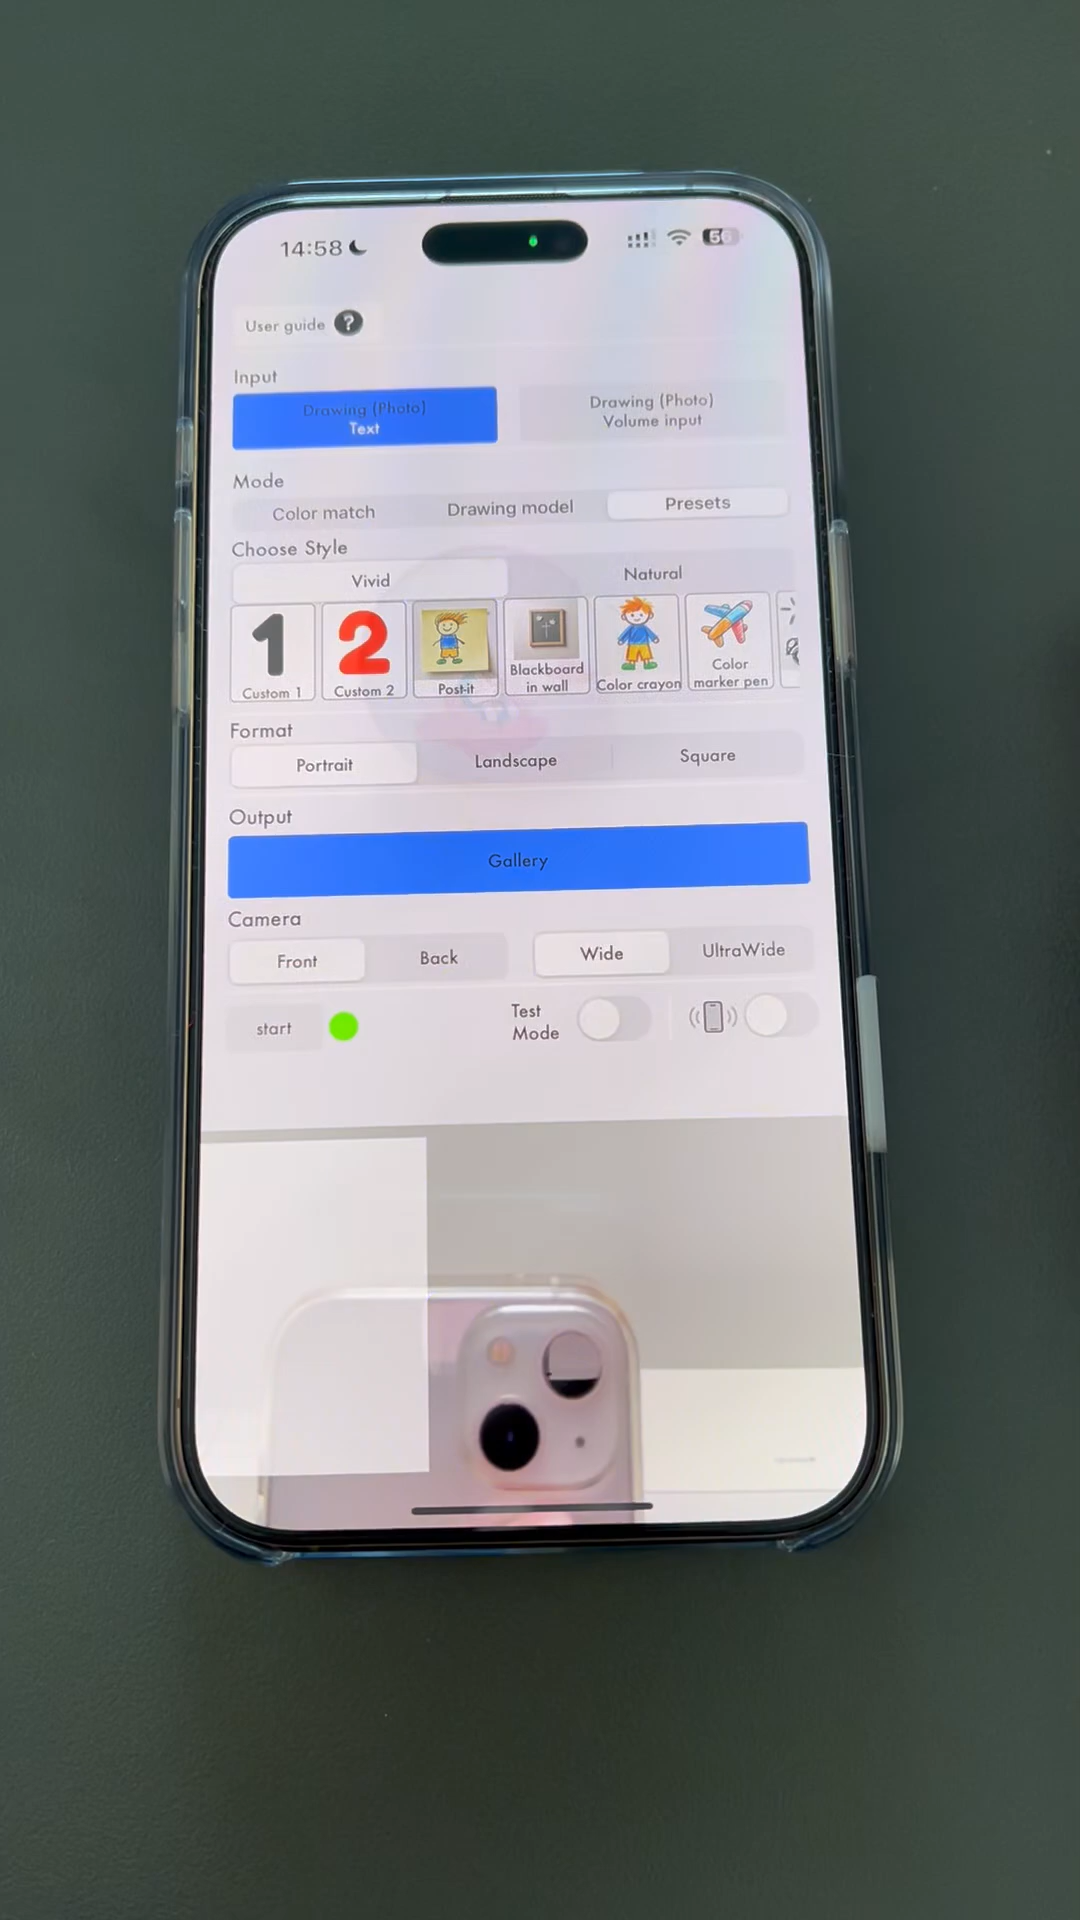 14:58
56
User guide ?
Input
Drawing (Photo)
Text
Drawing (Photo)
Volume input
Mode
Color match
Drawing model
Presets
Choose Style
Vivid
Natural
1
Custom 1
2
Custom 2
Post-it
Blackboard
in wall
Color crayon
Color
marker pen
Format
Portrait
Landscape
Square
Output
Gallery
Camera
Front
Back
Wide
UltraWide
start
Test
Mode